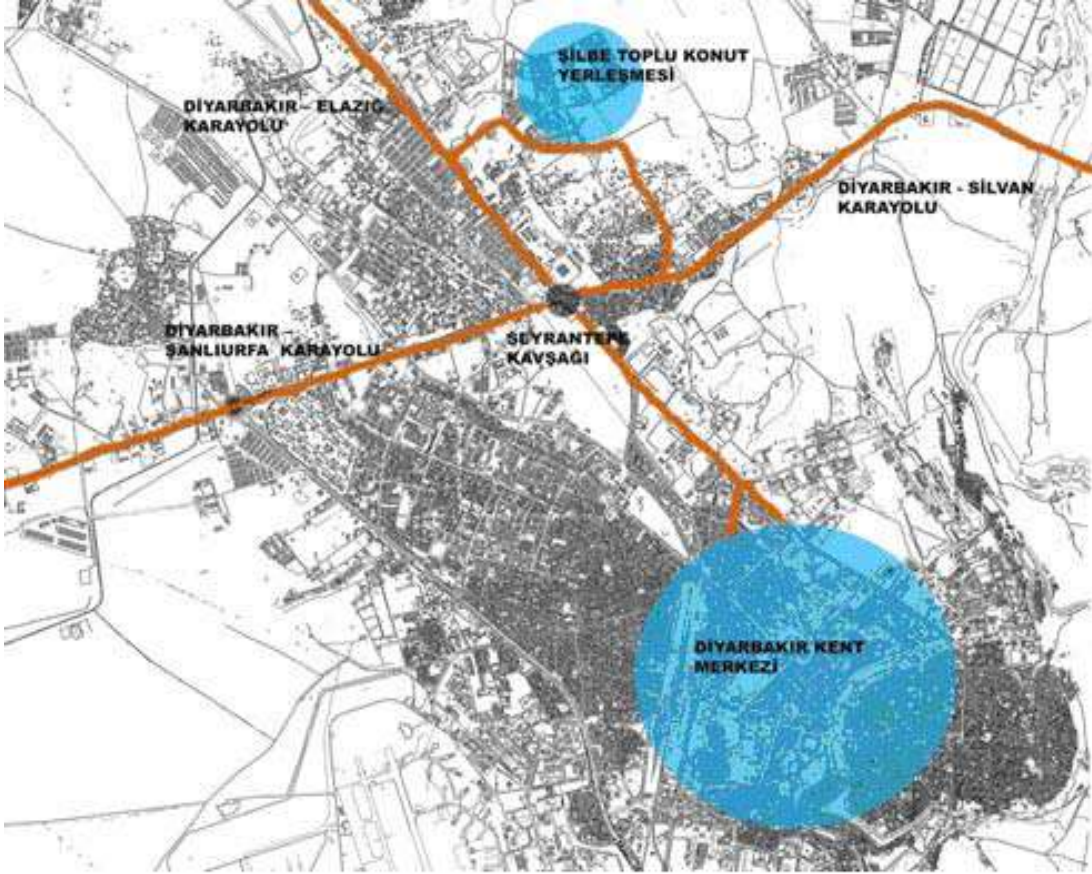 ŞİLBE TOPLU KONUT
YERLEŞMESİ
DİYARBAKIR – ELAZIĞ
KARAYOLU
DİYARBAKIR - SİLVAN
KARAYOLU
DİYARBAKIR –
ŞANLIURFA KARAYOLU
SEYRANTEPE
KAVŞAĞI
DİYARBAKIR KENT
MERKEZİ